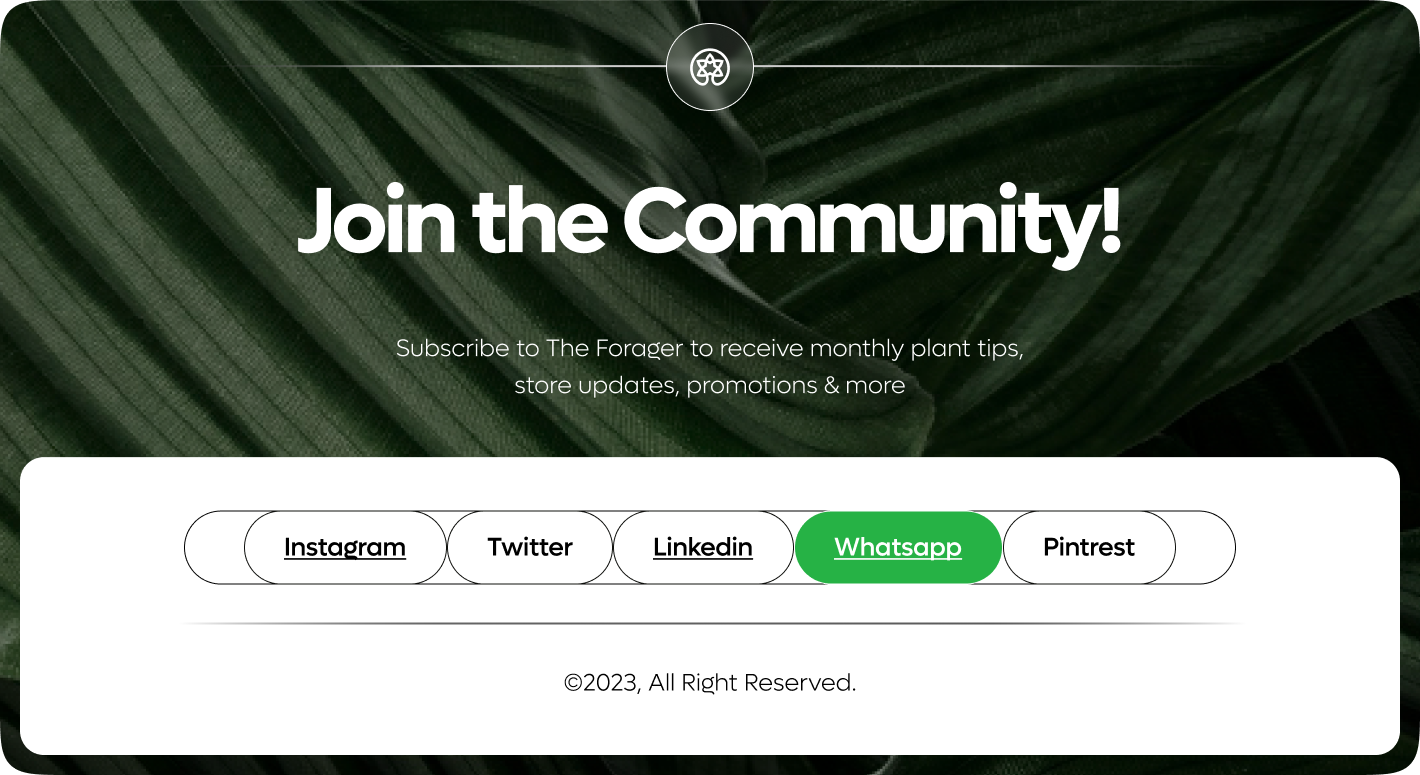 Join the Community!
Subscribe to The Forager to receive monthly plant tips,
store updates, promotions & more
Instagram Twitter Linkedin Whatsapp Pintrest
©2023, All Right Reserved.